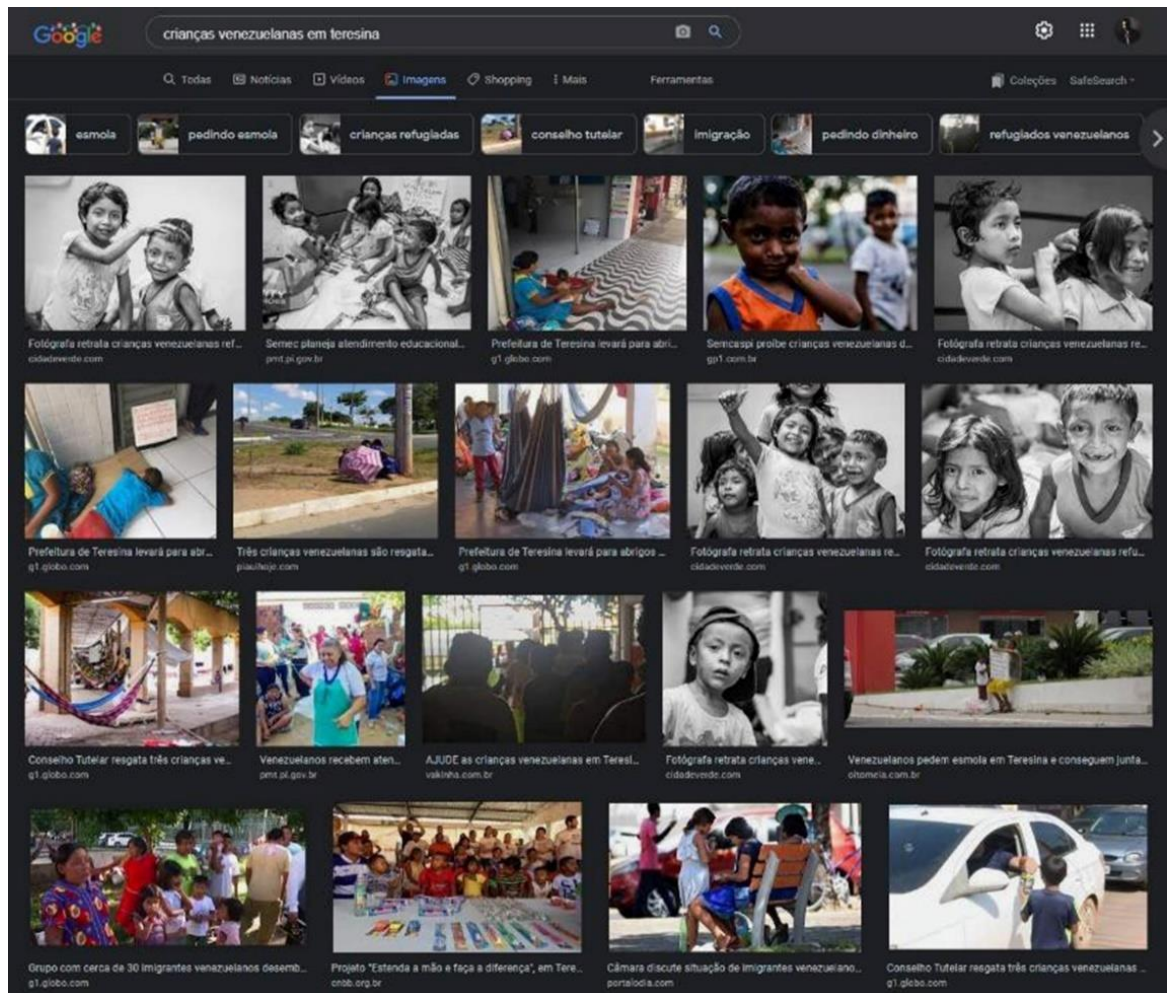 Google
crianças venezuelanas em teresina
Todas Notícias Vídeos Imagens Shopping Mais Ferramentas Coleções SafeSearch
esmola pedindo esmola crianças refugiadas conselho tutelar imigração pedindo dinheiro refugiados venezuelanos
Fotógrafa retrata crianças venezuelanas ref...
cidadeverde.com
Semec planeja atendimento educacional...
pmt.pi.gov.br
Prefeitura de Teresina levará para abri...
g1.globo.com
Semcaspi proíbe crianças venezuelanas d...
gp1.com.br
Fotógrafa retrata crianças venezuelanas re...
cidadeverde.com
Prefeitura de Teresina levará para abr...
g1.globo.com
Três crianças venezuelanas são resgata...
piauihoje.com
Prefeitura de Teresina levará para abrigos ...
g1.globo.com
Fotógrafa retrata crianças venezuelanas re...
cidadeverde.com
Fotógrafa retrata crianças venezuelanas refu...
cidadeverde.com
Conselho Tutelar resgata três crianças ve...
g1.globo.com
Venezuelanos recebem aten...
pmt.pi.gov.br
AJUDE as crianças venezuelanas em Teresi...
vakinha.com.br
Fotógrafa retrata crianças vene...
cidadeverde.com
Venezuelanos pedem esmola em Teresina e conseguem junta...
oitomeia.com.br
Grupo com cerca de 30 imigrantes venezuelanos desemb...
g1.globo.com
Projeto "Estenda a mão e faça a diferença", em Tere...
cnbb.org.br
Câmara discute situação de imigrantes venezuelano...
portalodia.com
Conselho Tutelar resgata três crianças venezuelanas ...
g1.globo.com